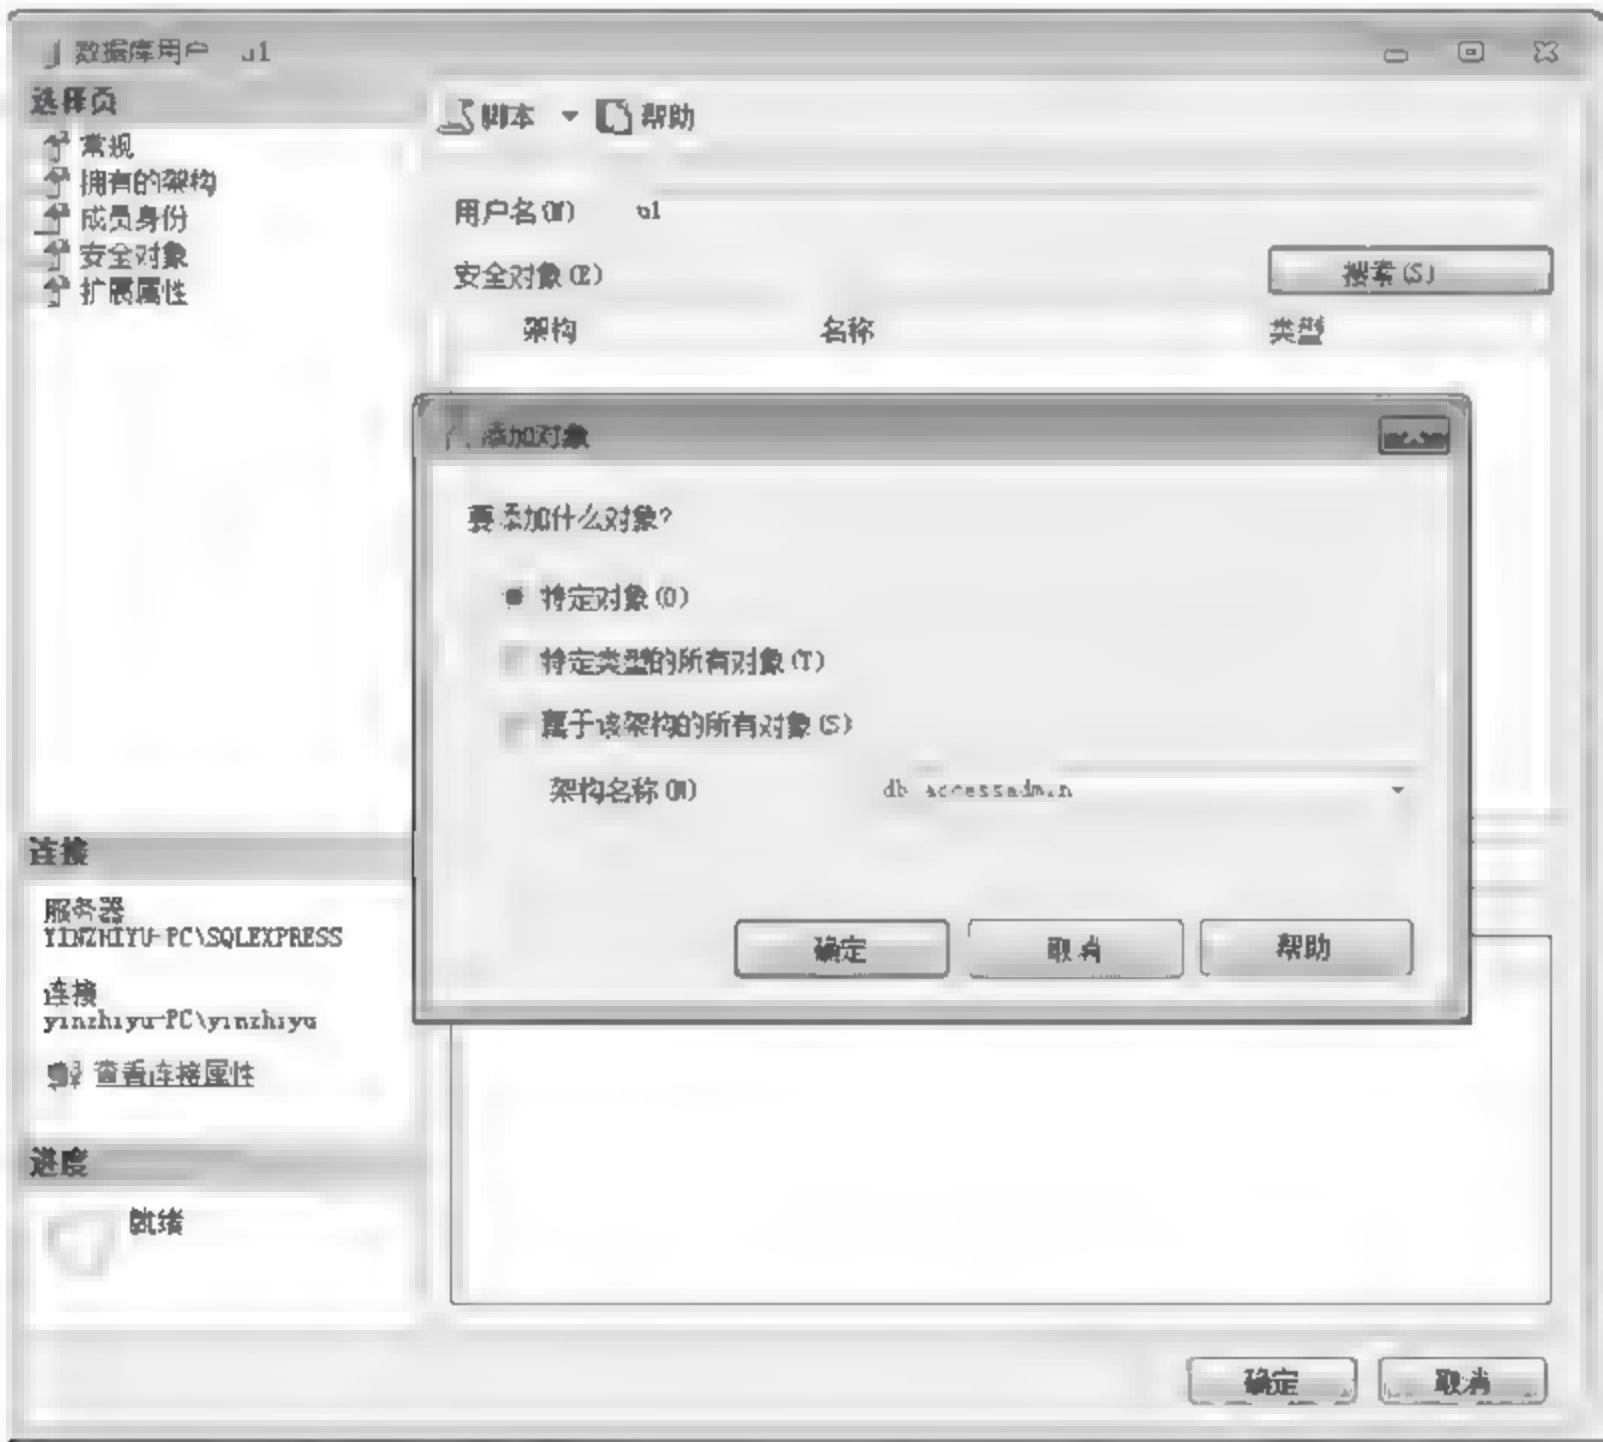 数据库用户 u1
选择页
常规
拥有的架构
成员身份
安全对象
扩展属性
脚本 帮助
用户名(N) u1
安全对象(E)
搜索(S)
架构 名称 类型
添加对象
要添加什么对象?
特定对象(O)
特定类型的所有对象(T)
属于该架构的所有对象(S)
架构名称(N) db_accessadmin
确定 取消 帮助
连接
服务器
YINZHIYU-PC\SQLEXPRESS
连接
yinzhiyu-PC\yinzhiyu
查看连接属性
进度
就绪
确定 取消